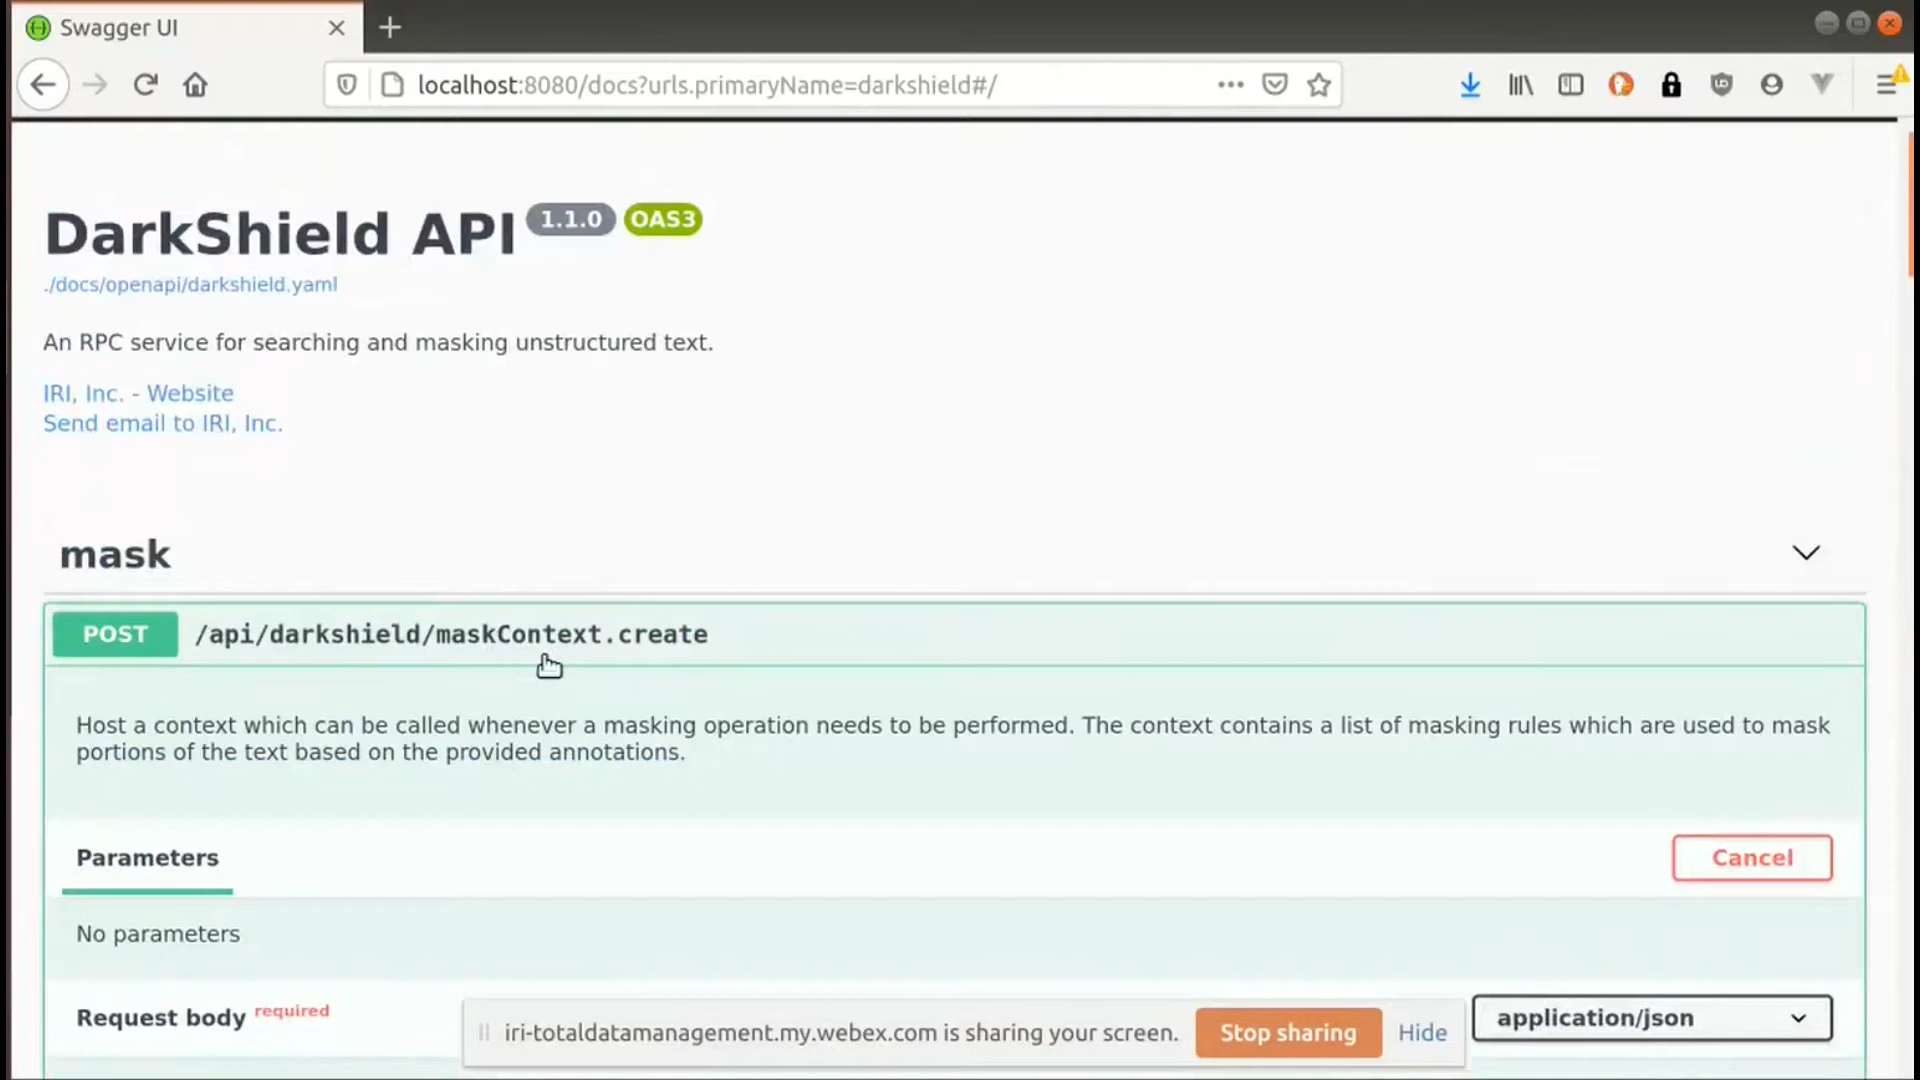 Swagger UI
localhost:8080/docs?urls.primaryName=darkshield#/
DarkShield API 1.1.0 OAS3
./docs/openapi/darkshield.yaml
An RPC service for searching and masking unstructured text.
IRI, Inc. - Website
Send email to IRI, Inc.
mask
POST /api/darkshield/maskContext.create
Host a context which can be called whenever a masking operation needs to be performed. The context contains a list of masking rules which are used to mask
portions of the text based on the provided annotations.
Parameters Cancel
No parameters
Request body required application/json
iri-totaldatamanagement.my.webex.com is sharing your screen. Stop sharing Hide